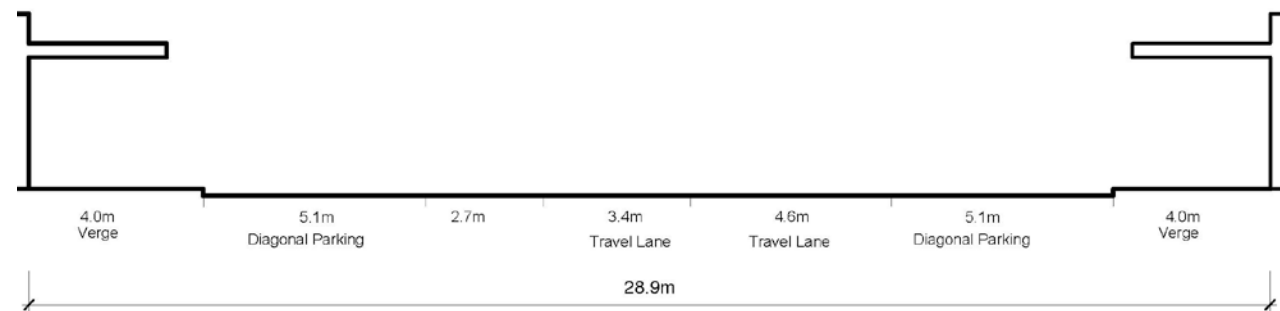 4.0m
Verge
5.1m
Diagonal Parking
2.7m
3.4m
Travel Lane
4.6m
Travel Lane
5.1m
Diagonal Parking
4.0m
Verge
28.9m